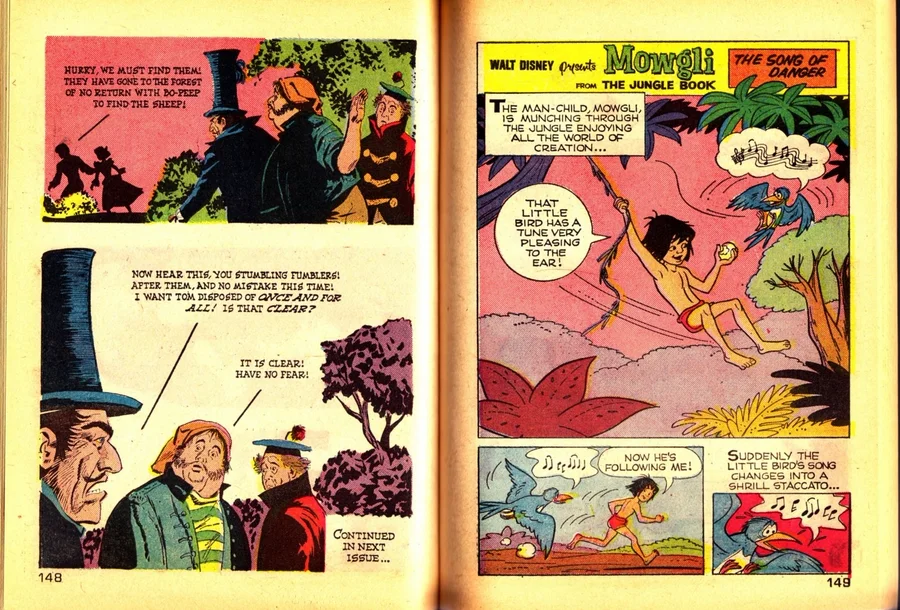 HURRY, WE MUST FIND THEM!
THEY HAVE GONE TO THE FOREST
OF NO RETURN WITH BO-PEEP
TO FIND THE SHEEP!
NOW HEAR THIS, YOU STUMBLING FUMBLERS!
AFTER THEM, AND NO MISTAKE THIS TIME!
I WANT TOM DISPOSED OF ONCE AND FOR
ALL! IS THAT CLEAR?
IT IS CLEAR!
HAVE NO FEAR!
CONTINUED
IN NEXT
ISSUE...
148
WALT DISNEY Presents Mowgli
FROM THE JUNGLE BOOK
THE SONG OF
DANGER
THE MAN-CHILD, MOWGLI,
IS MUNCHING THROUGH
THE JUNGLE ENJOYING
ALL THE WORLD OF
CREATION...
THAT
LITTLE
BIRD HAS A
TUNE VERY
PLEASING
TO THE
EAR!
NOW HE'S
FOLLOWING ME!
SUDDENLY THE
LITTLE BIRD'S SONG
CHANGES INTO A
SHRILL STACCATO...
149